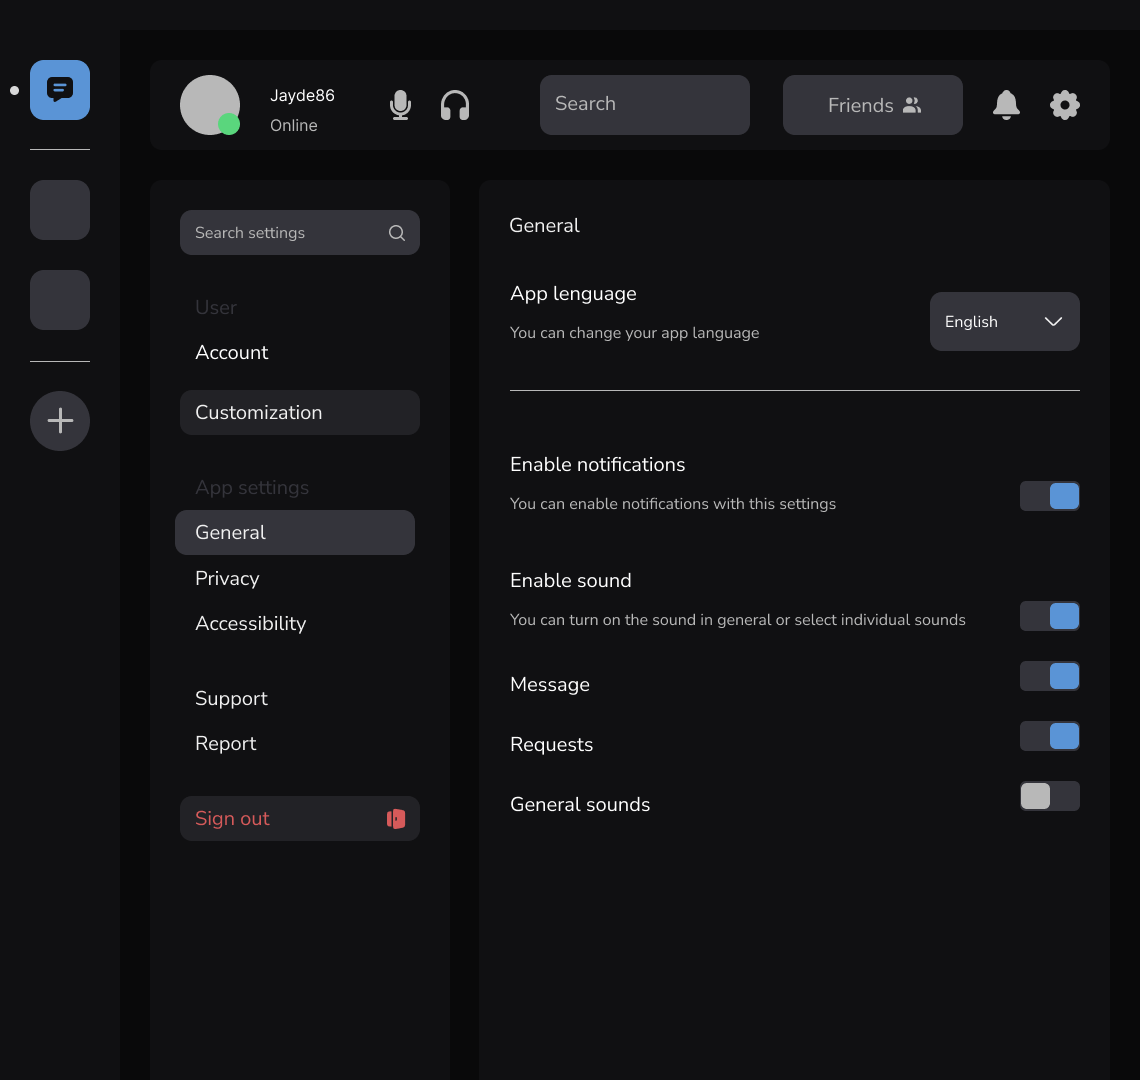 Jayde86
Online
Search
Friends
Search settings
User
Account
Customization
App settings
General
Privacy
Accessibility
Support
Report
Sign out
General
App lenguage
You can change your app language
English
Enable notifications
You can enable notifications with this settings
Enable sound
You can turn on the sound in general or select individual sounds
Message
Requests
General sounds